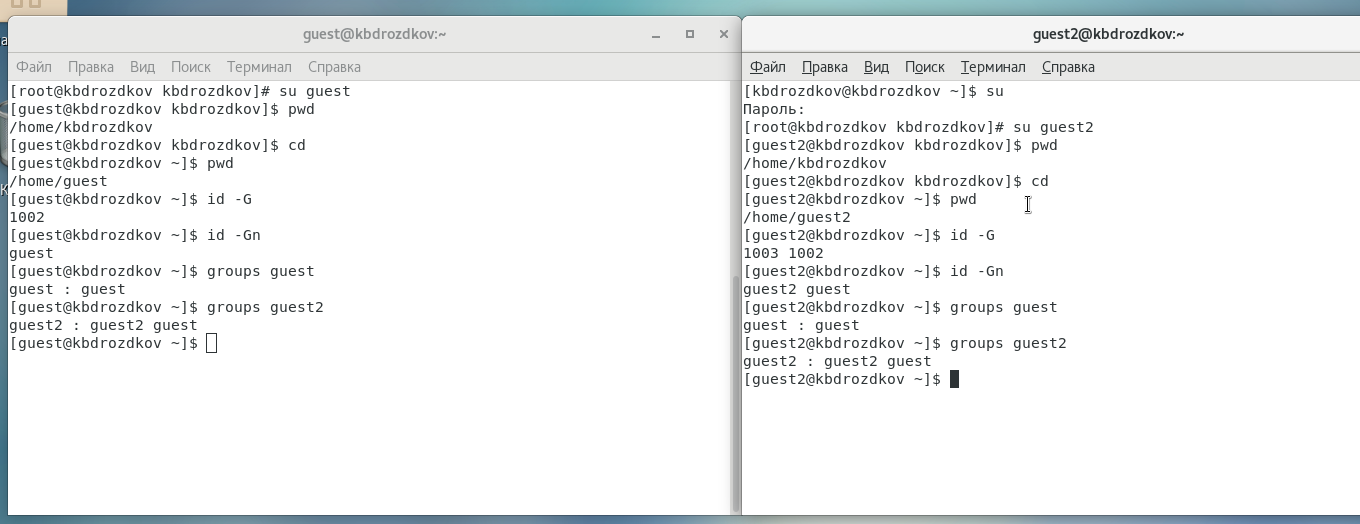 guest@kbdrozdkov:~
Файл Правка Вид Поиск Терминал Справка
[root@kbdrozdkov kbdrozdkov]# su guest
[guest@kbdrozdkov kbdrozdkov]$ pwd
/home/kbdrozdkov
[guest@kbdrozdkov kbdrozdkov]$ cd
[guest@kbdrozdkov ~]$ pwd
/home/guest
[guest@kbdrozdkov ~]$ id -G
1002
[guest@kbdrozdkov ~]$ id -Gn
guest
[guest@kbdrozdkov ~]$ groups guest
guest : guest
[guest@kbdrozdkov ~]$ groups guest2
guest2 : guest2 guest
[guest@kbdrozdkov ~]$
guest2@kbdrozdkov:~
Файл Правка Вид Поиск Терминал Справка
[kbdrozdkov@kbdrozdkov ~]$ su
Пароль:
[root@kbdrozdkov kbdrozdkov]# su guest2
[guest2@kbdrozdkov kbdrozdkov]$ pwd
/home/kbdrozdkov
[guest2@kbdrozdkov kbdrozdkov]$ cd
[guest2@kbdrozdkov ~]$ pwd
/home/guest2
[guest2@kbdrozdkov ~]$ id -G
1003 1002
[guest2@kbdrozdkov ~]$ id -Gn
guest2 guest
[guest2@kbdrozdkov ~]$ groups guest
guest : guest
[guest2@kbdrozdkov ~]$ groups guest2
guest2 : guest2 guest
[guest2@kbdrozdkov ~]$